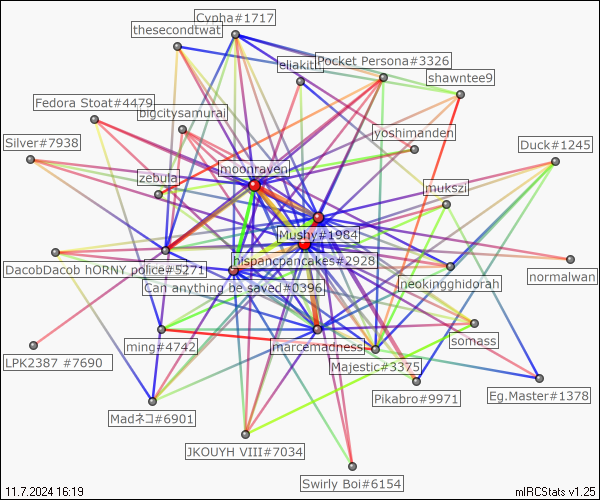 Cypha#1717
thesecondtwat
Pocket Persona#3326
eliakith
shawntee9
Fedora Stoat#4479
bigcitysamurai
yoshimanden
Silver#7938
Duck#1245
moonraven
zebula
mukszi
Mushy#1984
hispancpancakes#2928
DacobDacob hORNY police#5271
normalwan
neokingghidorah
Can anything be saved#0396
ming#4742
marcemadness
somass
LPK2387 #7690
Majestic#3375
Eg.Master#1378
Pikabro#9971
Madネコ#6901
JKOUYH VIII#7034
Swirly Boi#6154
11.7.2024 16:19
mIRCStats v1.25